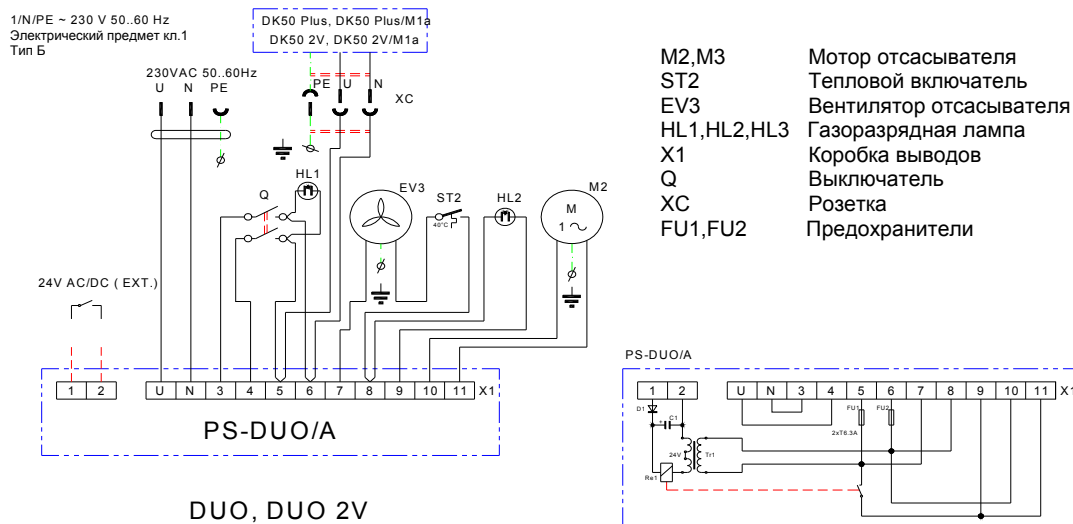 1/N/PE ~ 230 V 50..60 Hz
Электрический предмет кл.1
Тип Б
DK50 Plus, DK50 Plus/M1a
DK50 2V, DK50 2V/M1a
230VAC 50..60Hz
U N PE
PE U N
XC
HL1
Q
EV3
ST2
40°C
HL2
M2
M
1 ~
24V AC/DC ( EXT.)
1 2 U N 3 4 5 6 7 8 9 10 11 X1
PS-DUO/A
DUO, DUO 2V
M2,M3 Мотор отсасывателя
ST2 Тепловой включатель
EV3 Вентилятор отсасывателя
HL1,HL2,HL3 Газоразрядная лампа
X1 Коробка выводов
Q Выключатель
XC Розетка
FU1,FU2 Предохранители
PS-DUO/A
1 2 U N 3 4 5 6 7 8 9 10 11 X1
D1
+ C1
FU1 FU2
2xT6.3A
24V Tr1
Re1